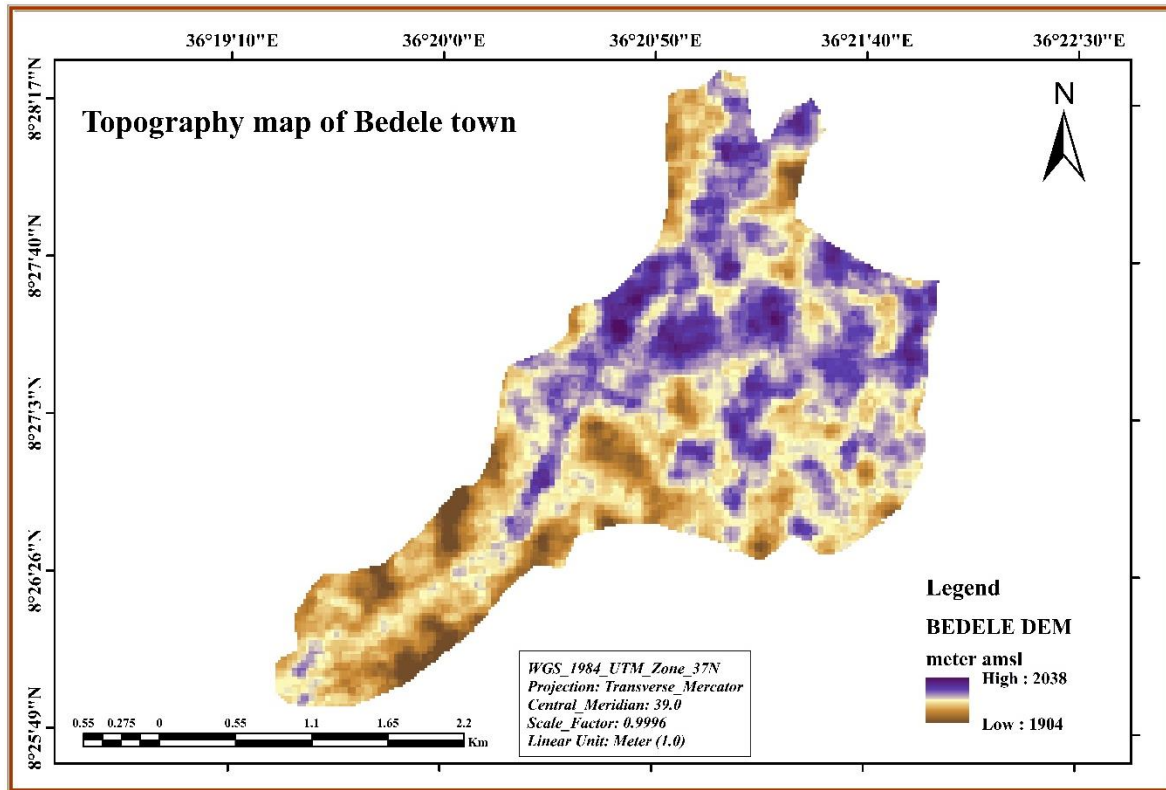 36°19'10"E 36°20'0"E 36°20'50"E 36°21'40"E 36°22'30"E
8°28'17"N
Topography map of Bedele town
N
8°27'40"N
8°27'3"N
8°26'26"N
8°25'49"N
Legend
BEDELE DEM
meter amsl
High : 2038
Low : 1904
WGS_1984_UTM_Zone_37N
Projection: Transverse_Mercator
Central_Meridian: 39.0
Scale_Factor: 0.9996
Linear Unit: Meter (1.0)
0.55 0.275 0 0.55 1.1 1.65 2.2
Km